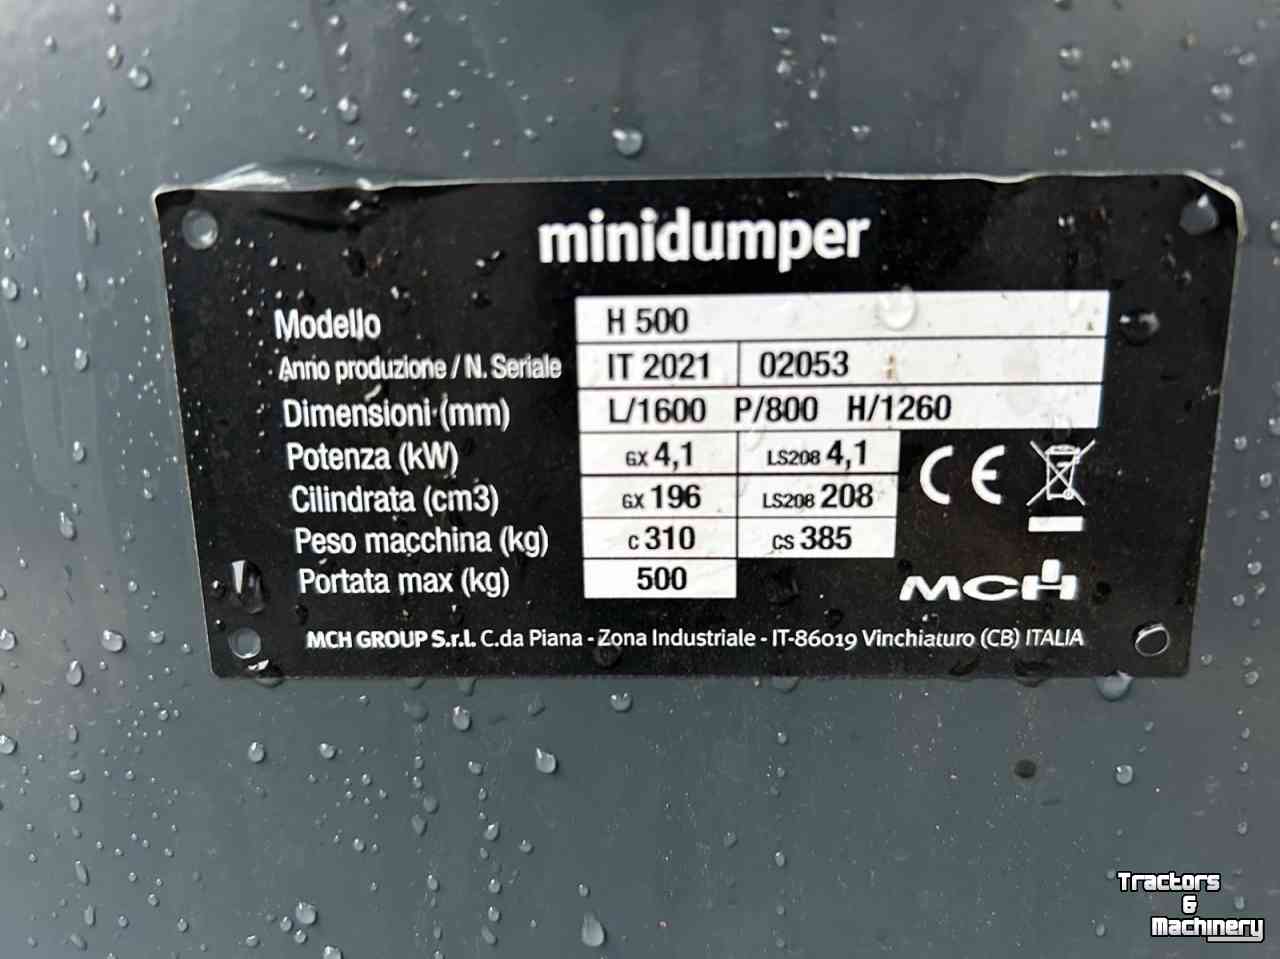 minidumper
Modello H 500
Anno produzione / N. Seriale IT 2021 02053
Dimensioni (mm) L/1600 P/800 H/1260
Potenza (kW) GX 4,1 LS208 4,1
Cilindrata (cm3) GX 196 LS208 208
CE
Peso macchina (kg) C 310 CS 385
Portata max (kg) 500
MCH
MCH GROUP S.r.l. C.da Piana - Zona Industriale - IT-86019 Vinchiaturo (CB) ITALIA
Tractors
&
Machinery